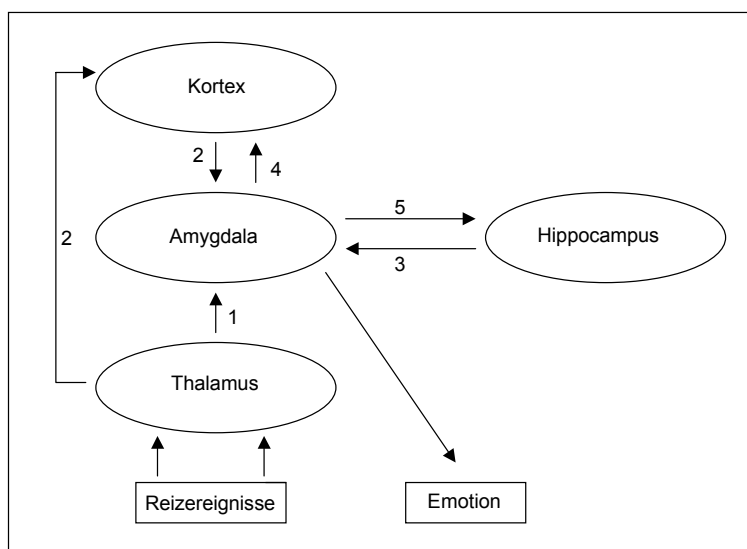 Kortex
2
4
Amygdala
5
Hippocampus
2
3
1
Thalamus
Reizereignisse
Emotion